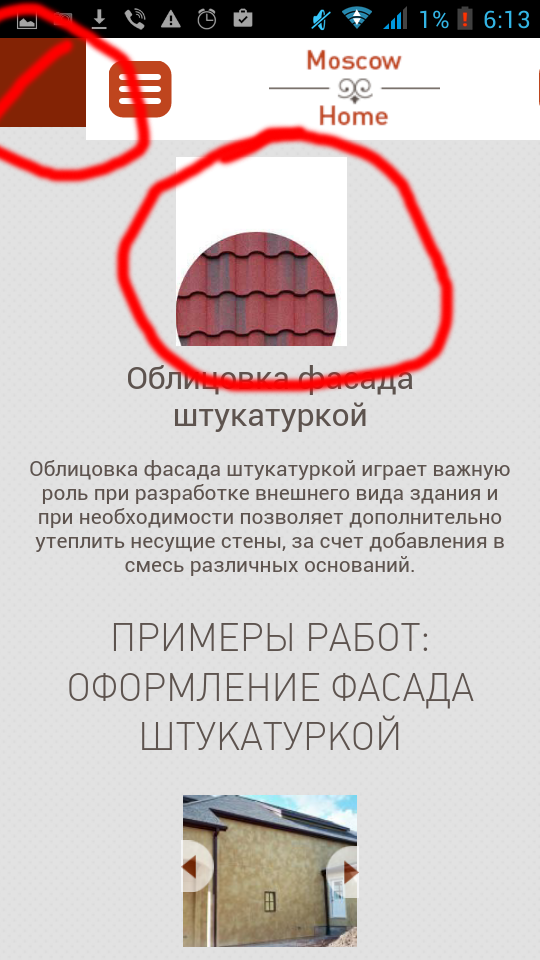 1% 6:13
Moscow
Home
Облицовка фасада
штукатуркой
Облицовка фасада штукатуркой играет важную
роль при разработке внешнего вида здания и
при необходимости позволяет дополнительно
утеплить несущие стены, за счет добавления в
смесь различных оснований.
ПРИМЕРЫ РАБОТ:
ОФОРМЛЕНИЕ ФАСАДА
ШТУКАТУРКОЙ